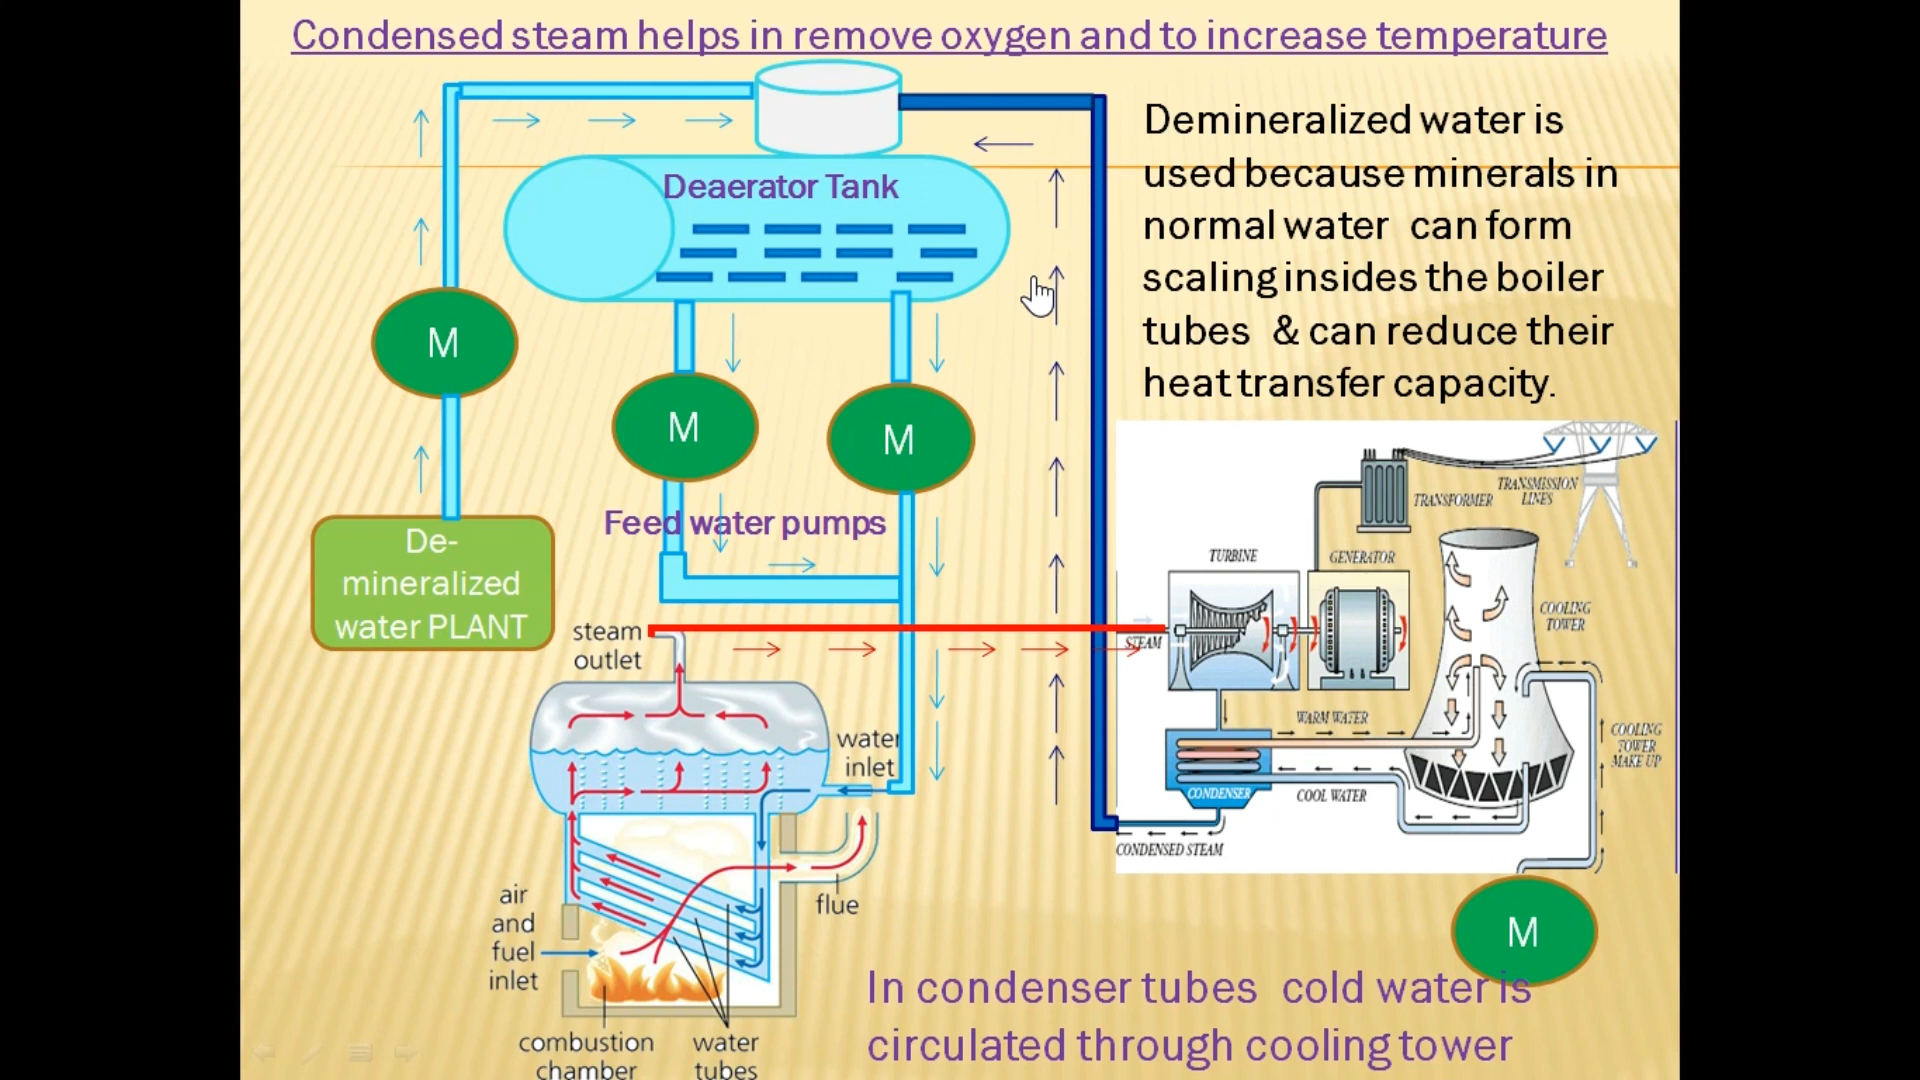 Condensed steam helps in remove oxygen and to increase temperature
Demineralized water is
used because minerals in
normal water can form
scaling insides the boiler
tubes & can reduce their
heat transfer capacity.
Deaerator Tank
M
M
M
Feed water pumps
De-
mineralized
water PLANT
steam
outlet
water
inlet
flue
air
and
fuel
inlet
combustion
chamber
water
tubes
TRANSFORMER
TRANSMISSION
LINES
TURBINE
GENERATOR
STEAM
COOLING
TOWER
WARM WATER
COOLING
TOWER
MAKE UP
CONDENSER
COOL WATER
CONDENSED STEAM
M
In condenser tubes cold water is
circulated through cooling tower